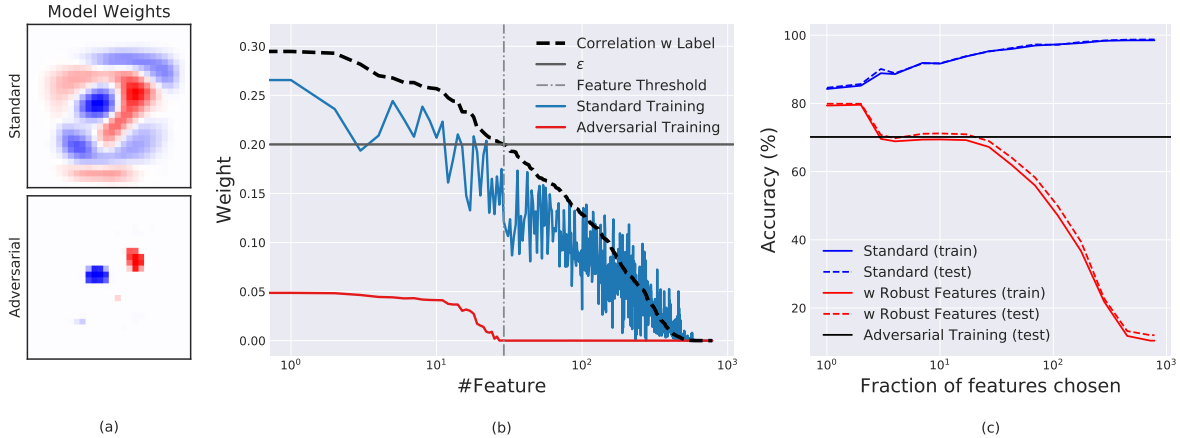 Model Weights
Standard
Adversarial
(a)
Weight
0.30
0.25
0.20
0.15
0.10
0.05
0.00
Correlation w Label
ε
Feature Threshold
Standard Training
Adversarial Training
10⁰
10¹
10²
10³
#Feature
(b)
Accuracy (%)
100
80
60
40
20
Standard (train)
Standard (test)
w Robust Features (train)
w Robust Features (test)
Adversarial Training (test)
10⁰
10¹
10²
10³
Fraction of features chosen
(c)